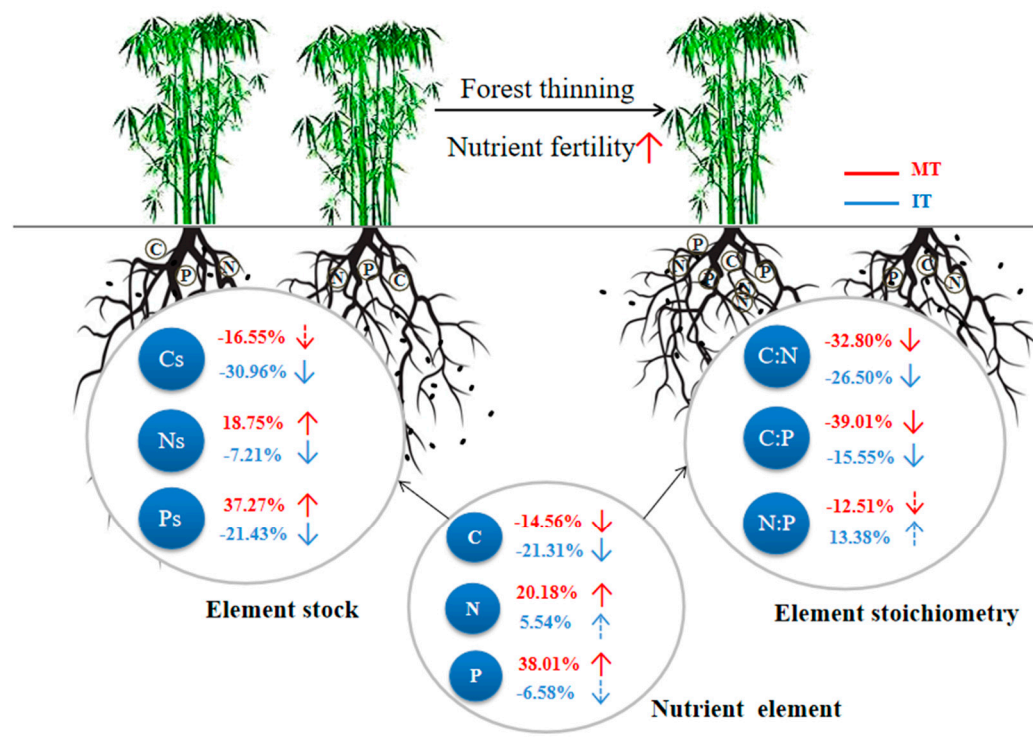 Forest thinning
Nutrient fertility
MT
IT
C
P
N
N
P
C
P
N
P
C
P
N
N
P
C
N
Cs
-16.55%
-30.96%
Ns
18.75%
-7.21%
Ps
37.27%
-21.43%
Element stock
C
-14.56%
-21.31%
N
20.18%
5.54%
P
38.01%
-6.58%
Nutrient element
C:N
-32.80%
-26.50%
C:P
-39.01%
-15.55%
N:P
-12.51%
13.38%
Element stoichiometry